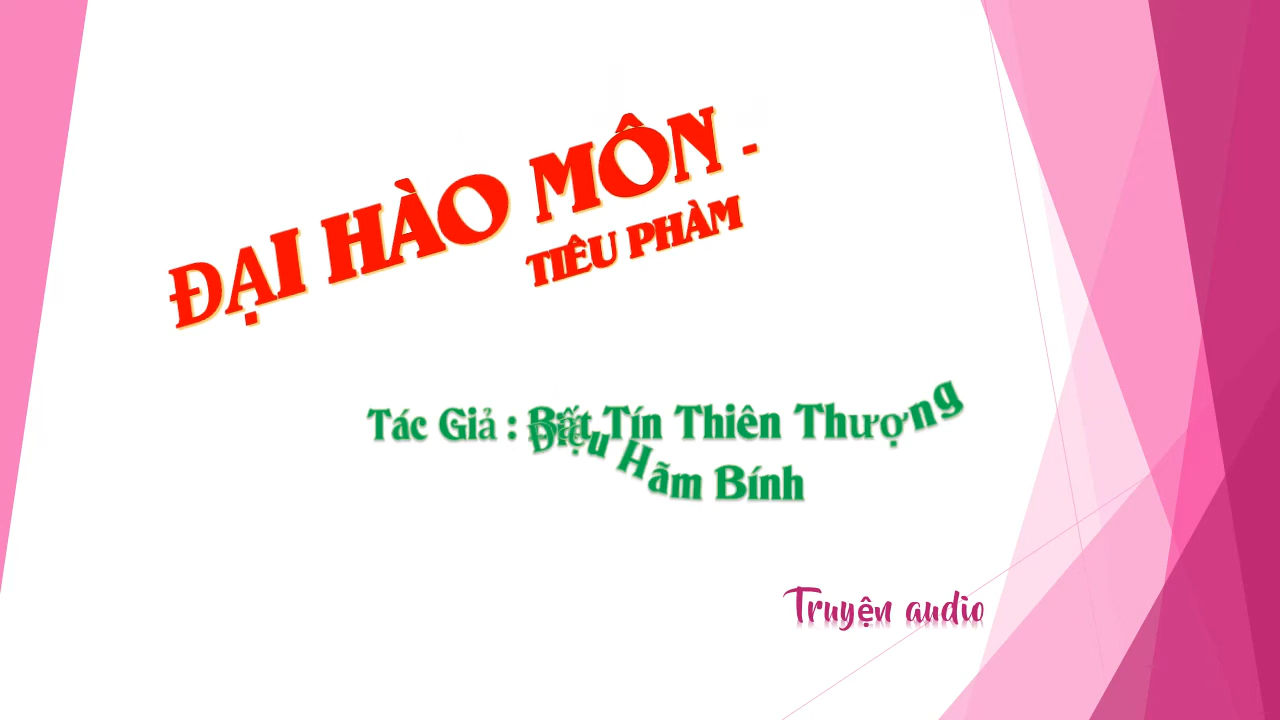 ĐẠI HÀO MÔN -
TIÊU PHÀM
Tác Giả : Bất Tín Thiên Thượng
Điệu Hãm Bính
Truyện audio